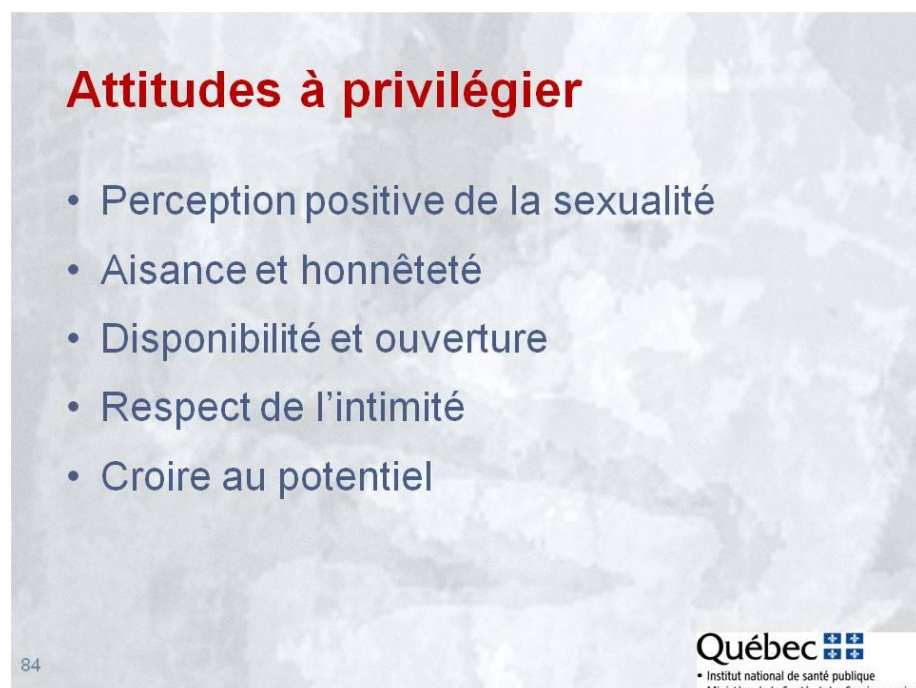 Attitudes à privilégier
• Perception positive de la sexualité
• Aisance et honnêteté
• Disponibilité et ouverture
• Respect de l'intimité
• Croire au potentiel
84
Québec
• Institut national de santé publique